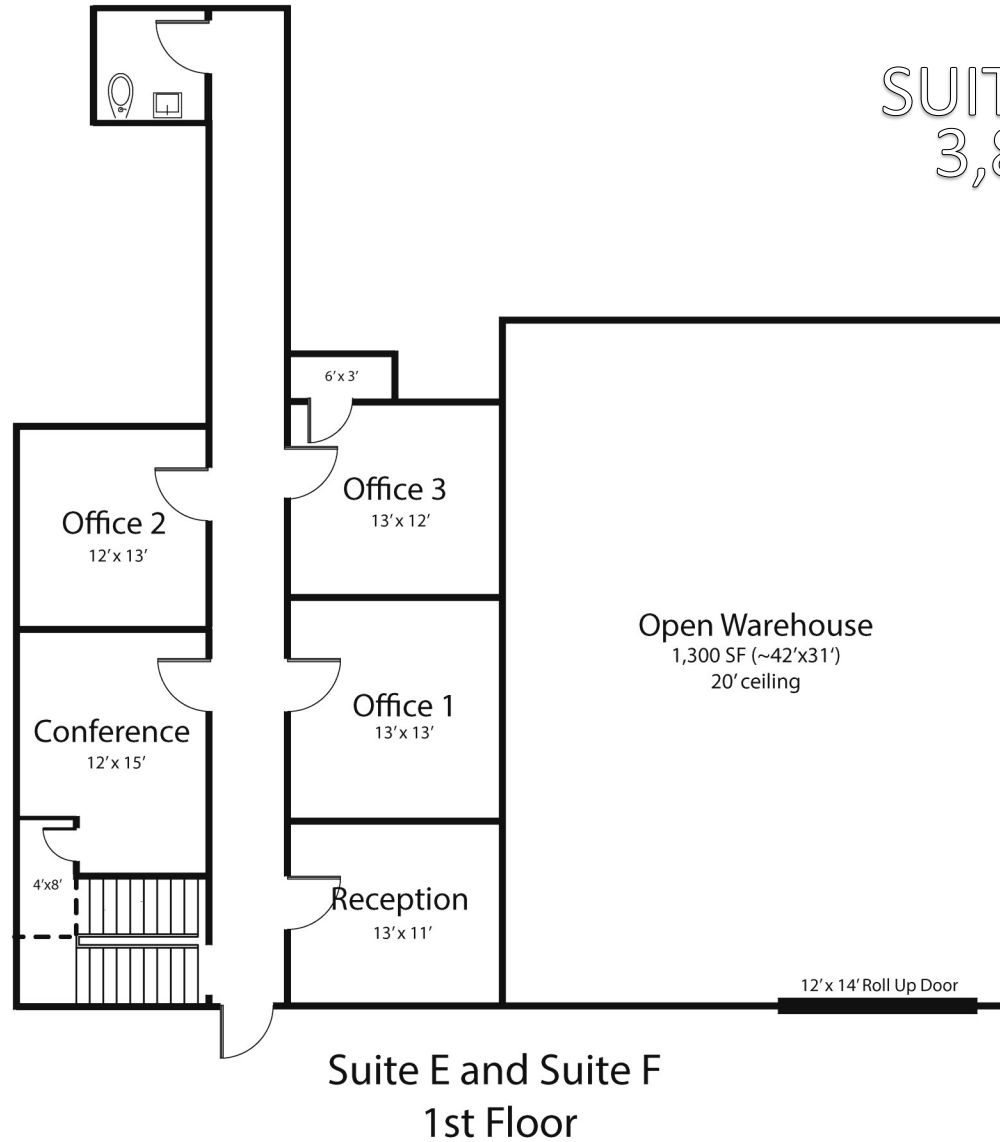 6' x 3'
Office 3
13' x 12'
Office 2
12' x 13'
Open Warehouse
1,300 SF (~42'x31')
20' ceiling
Office 1
13' x 13'
Conference
12' x 15'
4'x8'
Reception
13' x 11'
12' x 14' Roll Up Door
Suite E and Suite F
1st Floor